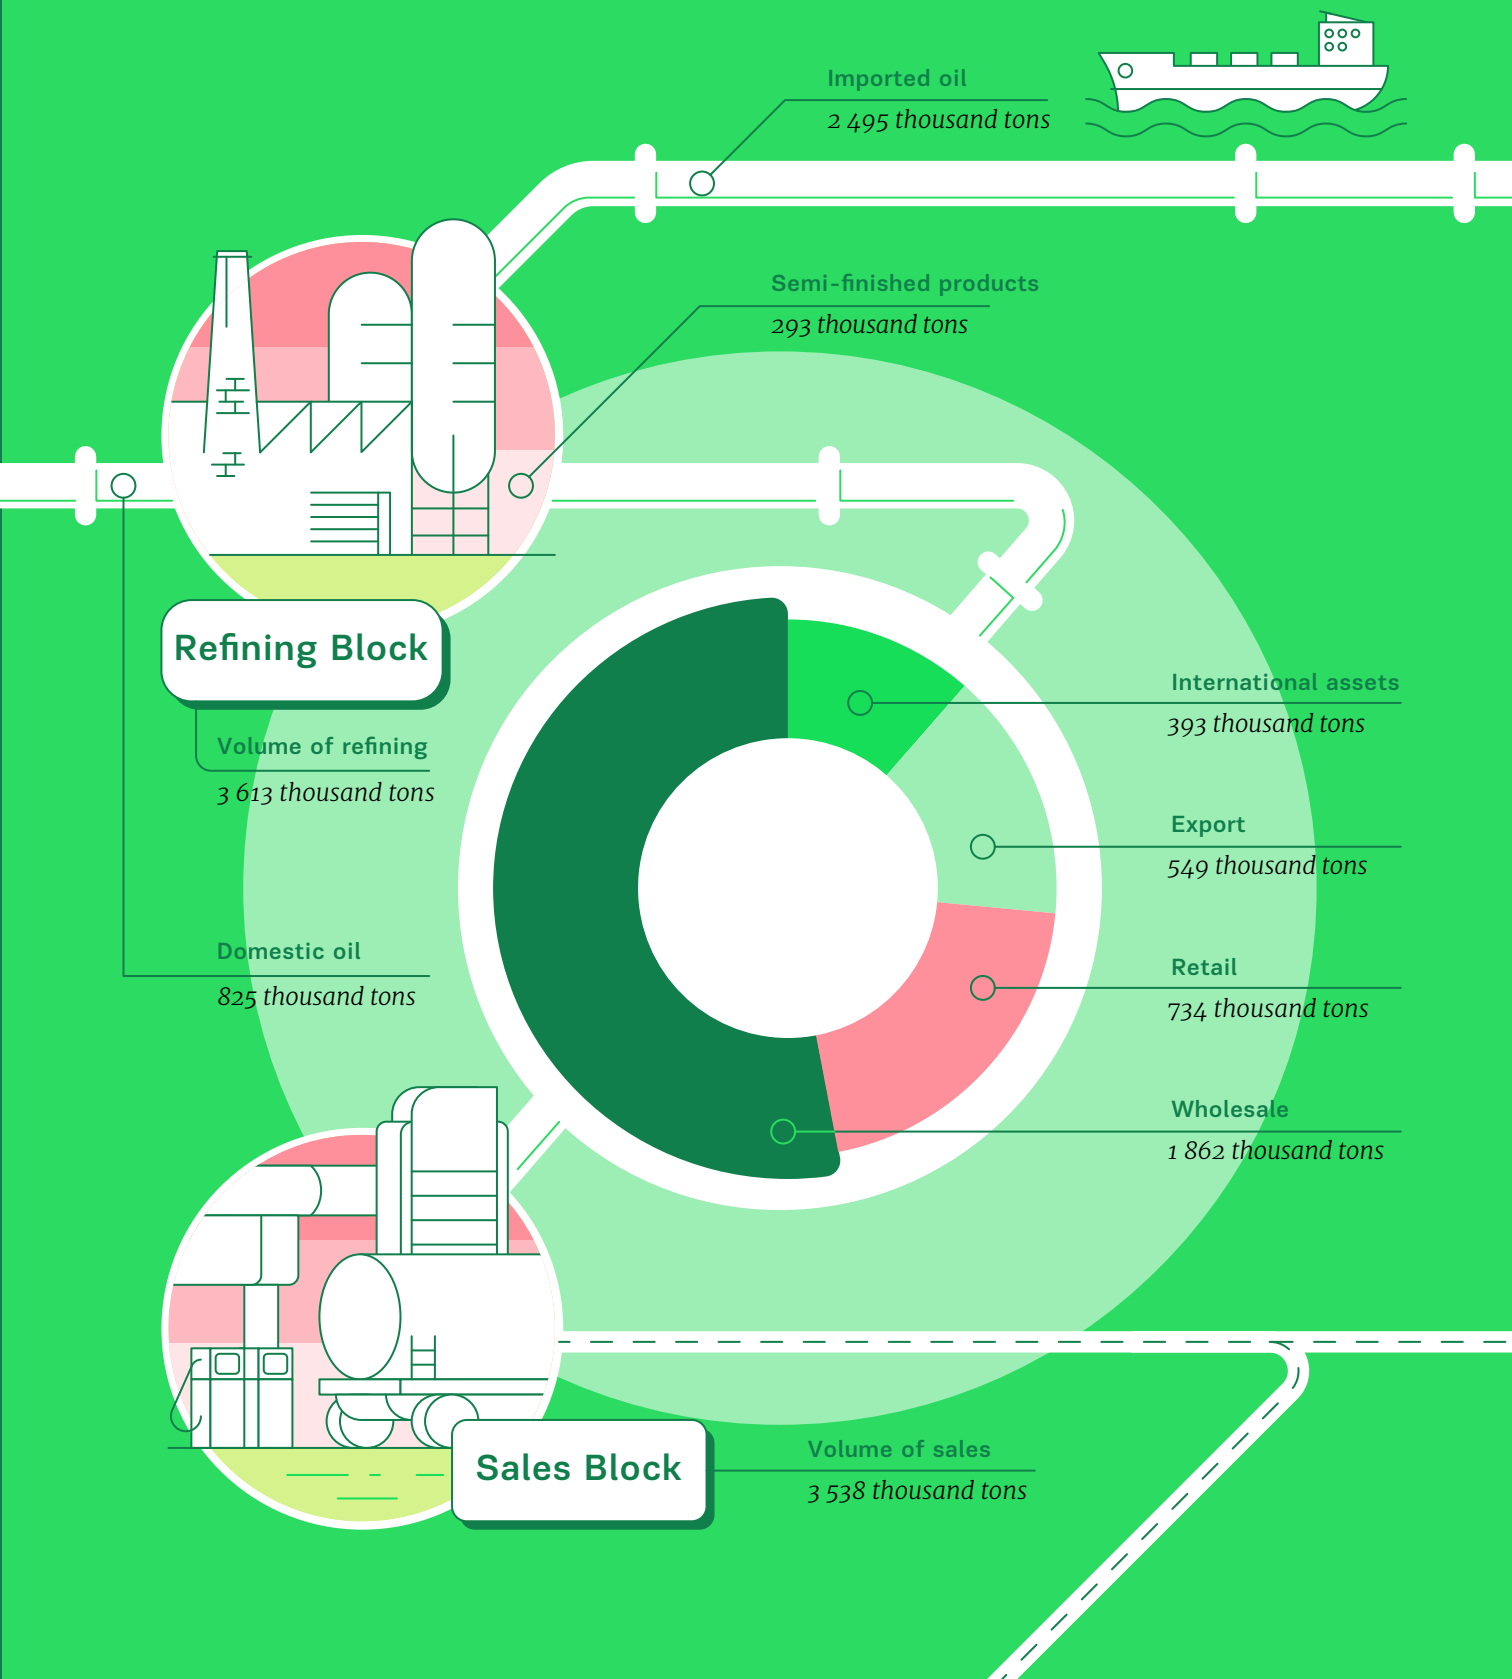 Imported oil
2 495 thousand tons
Semi-finished products
293 thousand tons
Refining Block
Volume of refining
3 613 thousand tons
Domestic oil
825 thousand tons
International assets
393 thousand tons
Export
549 thousand tons
Retail
734 thousand tons
Wholesale
1 862 thousand tons
Sales Block
Volume of sales
3 538 thousand tons